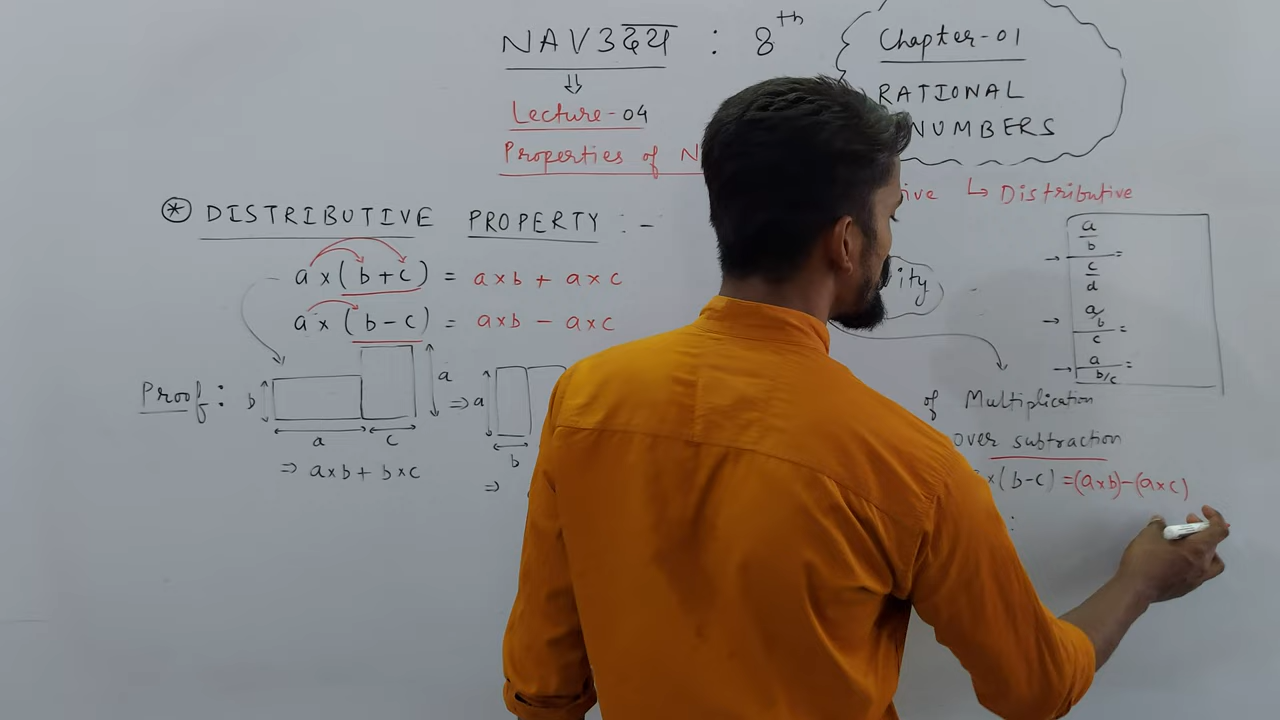 NAV3दय : 8th
⇓
Lecture-04
Properties of N
Chapter-01
RATIONAL
NUMBERS
ive ↳ Distributive
⊛ DISTRIBUTIVE PROPERTY :-
a×(b+c) = a×b + a×c
a×(b-c) = a×b - a×c
ity
→ a/b / c/d =
→ a/b / c =
→ a / b/c =
Proof : b a c a ⇒ a b
⇒ a×b + b×c ⇒
of Multiplication
over subtraction
×(b-c) =(a×b)-(a×c)
: